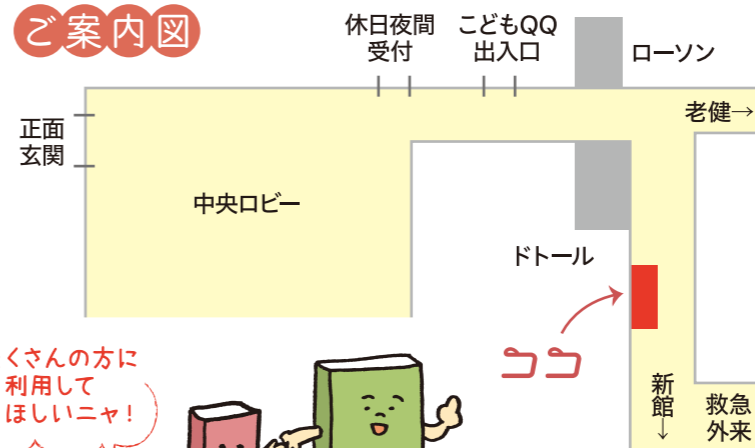 ご案内図
休日夜間
受付
こどもQQ
出入口
ローソン
老健→
正面
玄関
中央ロビー
ドトール
ココ
くさんの方に
利用して
ほしいニャ！
新館↓
救急
外来